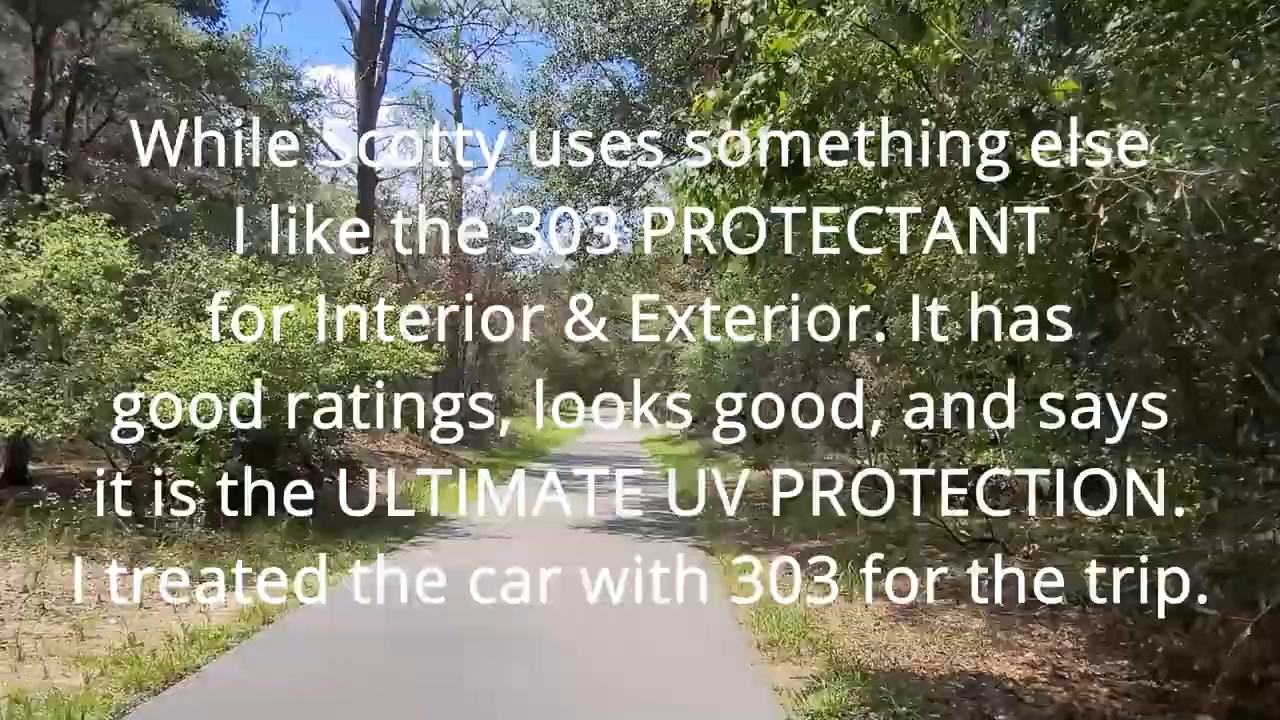 While Scotty uses something else
I like the 303 PROTECTANT
for Interior & Exterior. It has
good ratings, looks good, and says
it is the ULTIMATE UV PROTECTION.
I treated the car with 303 for the trip.